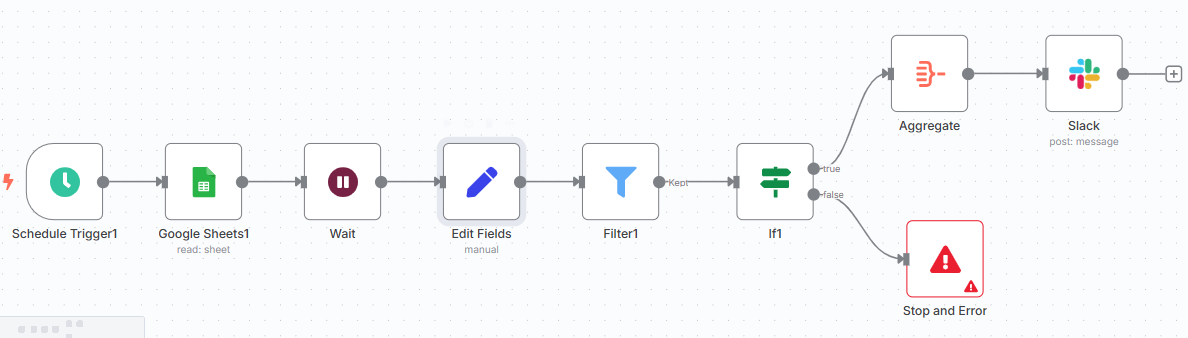 Aggregate
Slack
post: message
Schedule Trigger1
Google Sheets1
read: sheet
Wait
Edit Fields
manual
Filter1
Kept
If1
true
false
Stop and Error